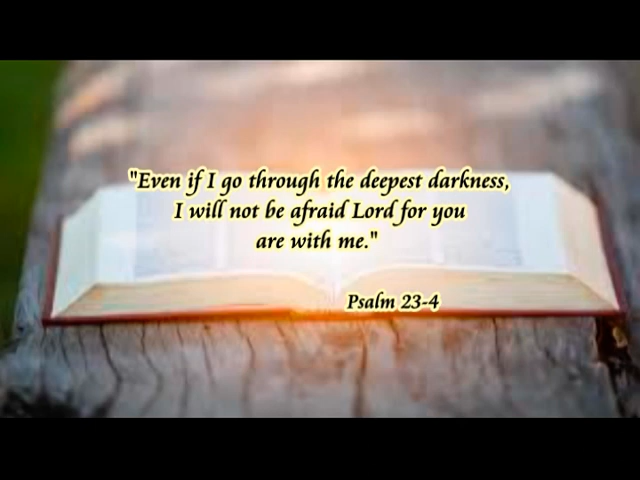 "Even if I go through the deepest darkness,
I will not be afraid Lord for you
are with me."
Psalm 23-4